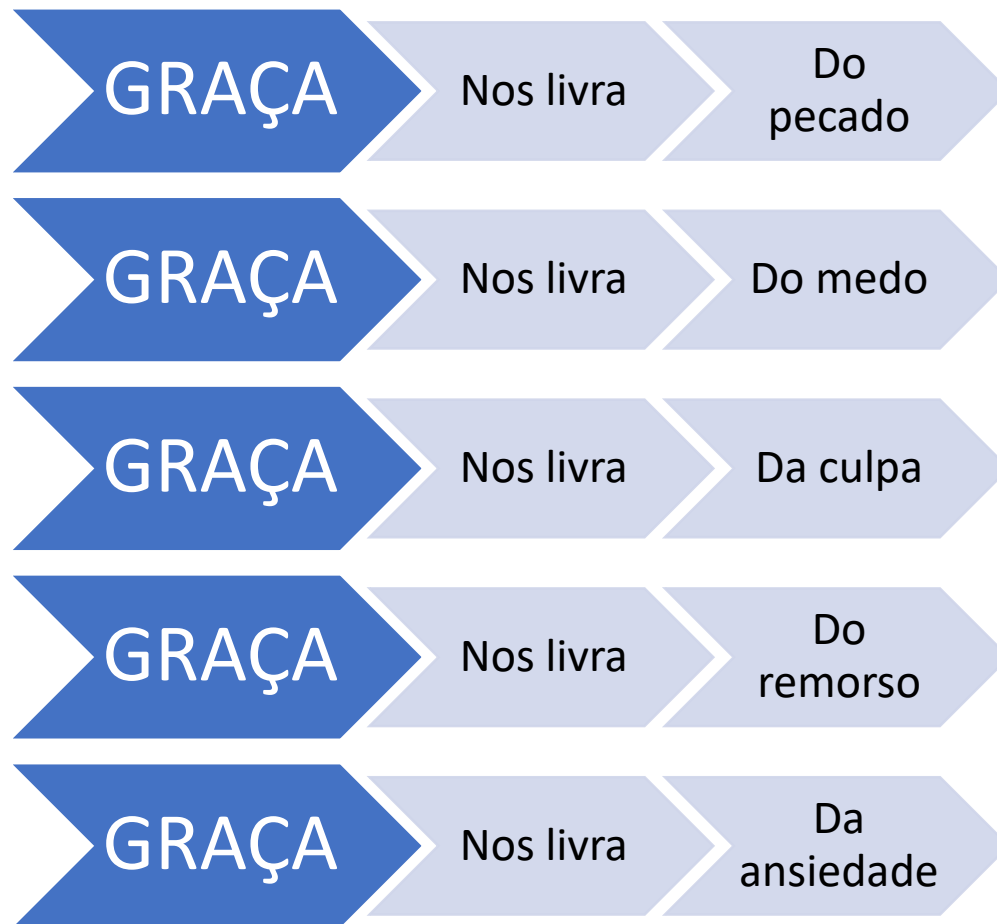 GRAÇA Nos livra Do
pecado
GRAÇA Nos livra Do medo
GRAÇA Nos livra Da culpa
GRAÇA Nos livra Do
remorso
GRAÇA Nos livra Da
ansiedade